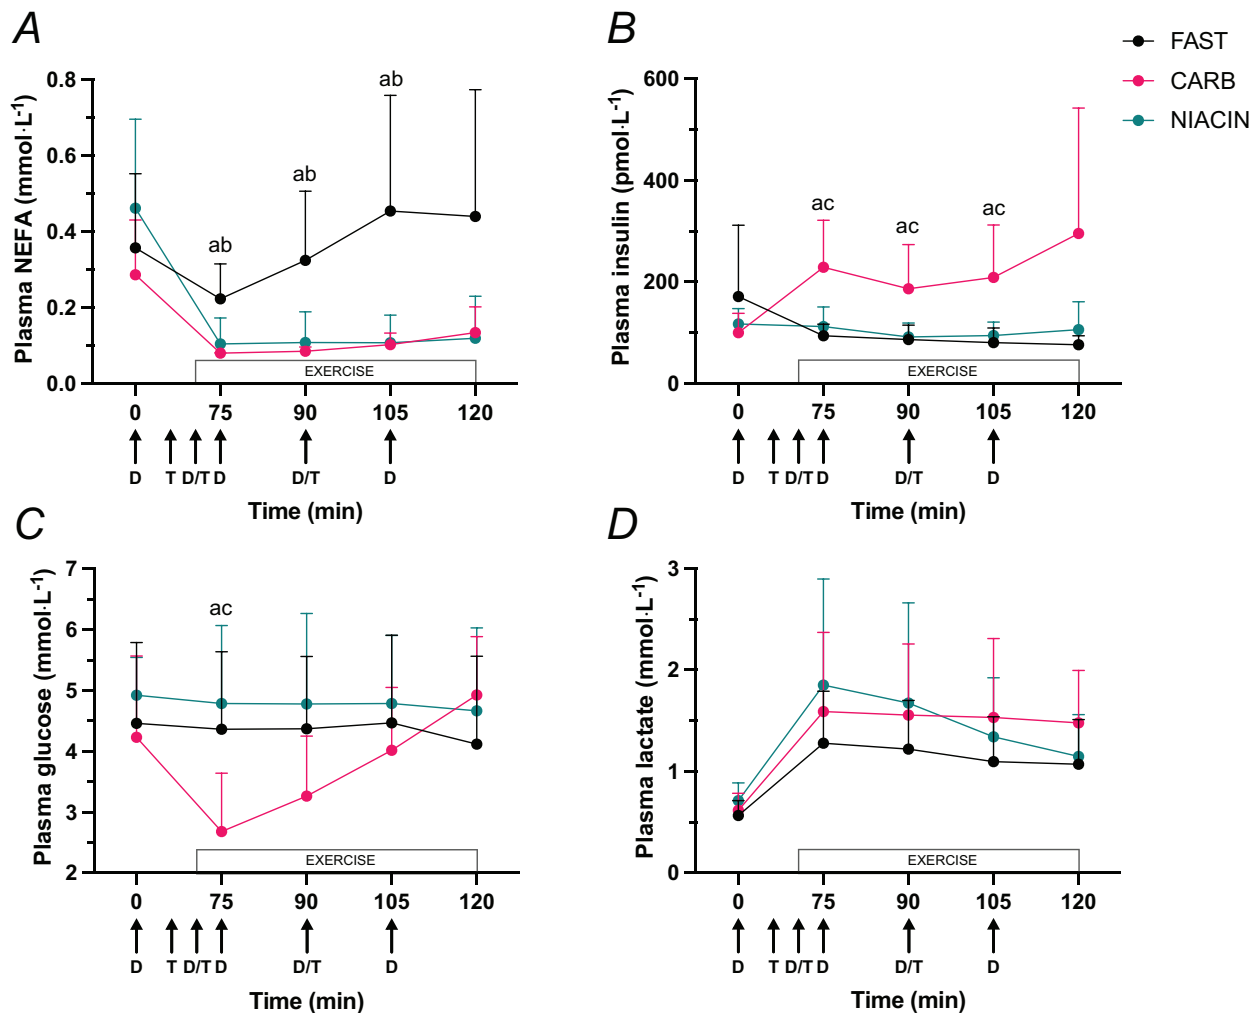 A
Plasma NEFA (mmol·L-1)
0.8
0.6
0.4
0.2
0.0
ab
ab
ab
EXERCISE
0 75 90 105 120
D T D/T D D/T D
Time (min)
B
Plasma insulin (pmol·L-1)
600
400
200
0
ac
ac
ac
EXERCISE
0 75 90 105 120
D T D/T D D/T D
Time (min)
FAST
CARB
NIACIN
C
Plasma glucose (mmol·L-1)
7
6
5
4
3
2
ac
EXERCISE
0 75 90 105 120
D T D/T D D/T D
Time (min)
D
Plasma lactate (mmol·L-1)
3
2
1
0
EXERCISE
0 75 90 105 120
D T D/T D D/T D
Time (min)